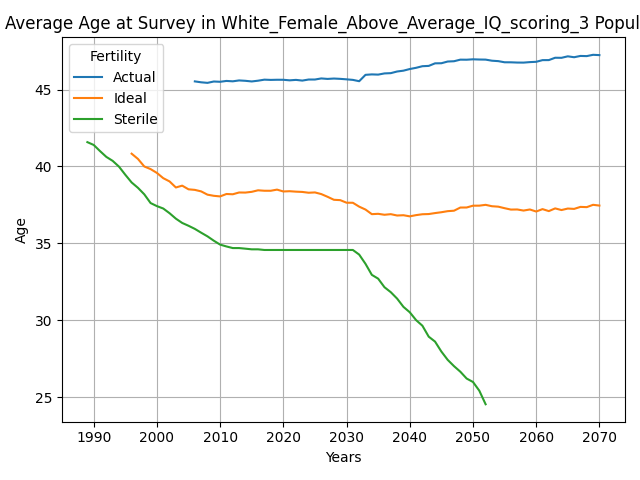 Average Age at Survey in White_Female_Above_Average_IQ_scoring_3 Popul
Fertility
Actual
Ideal
Sterile
45
40
35
30
25
Age
1990 2000 2010 2020 2030 2040 2050 2060 2070
Years